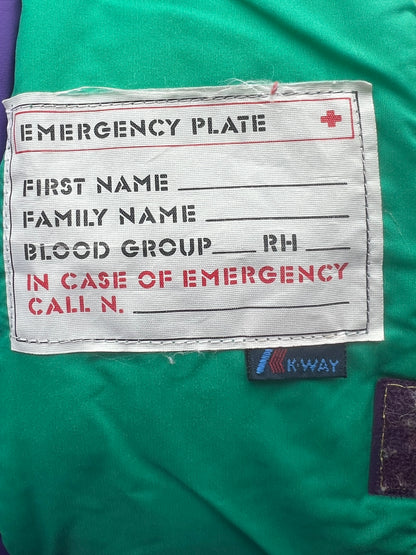 EMERGENCY PLATE
FIRST NAME
FAMILY NAME
BLOOD GROUP RH
IN CASE OF EMERGENCY
CALL N.
K-WAY